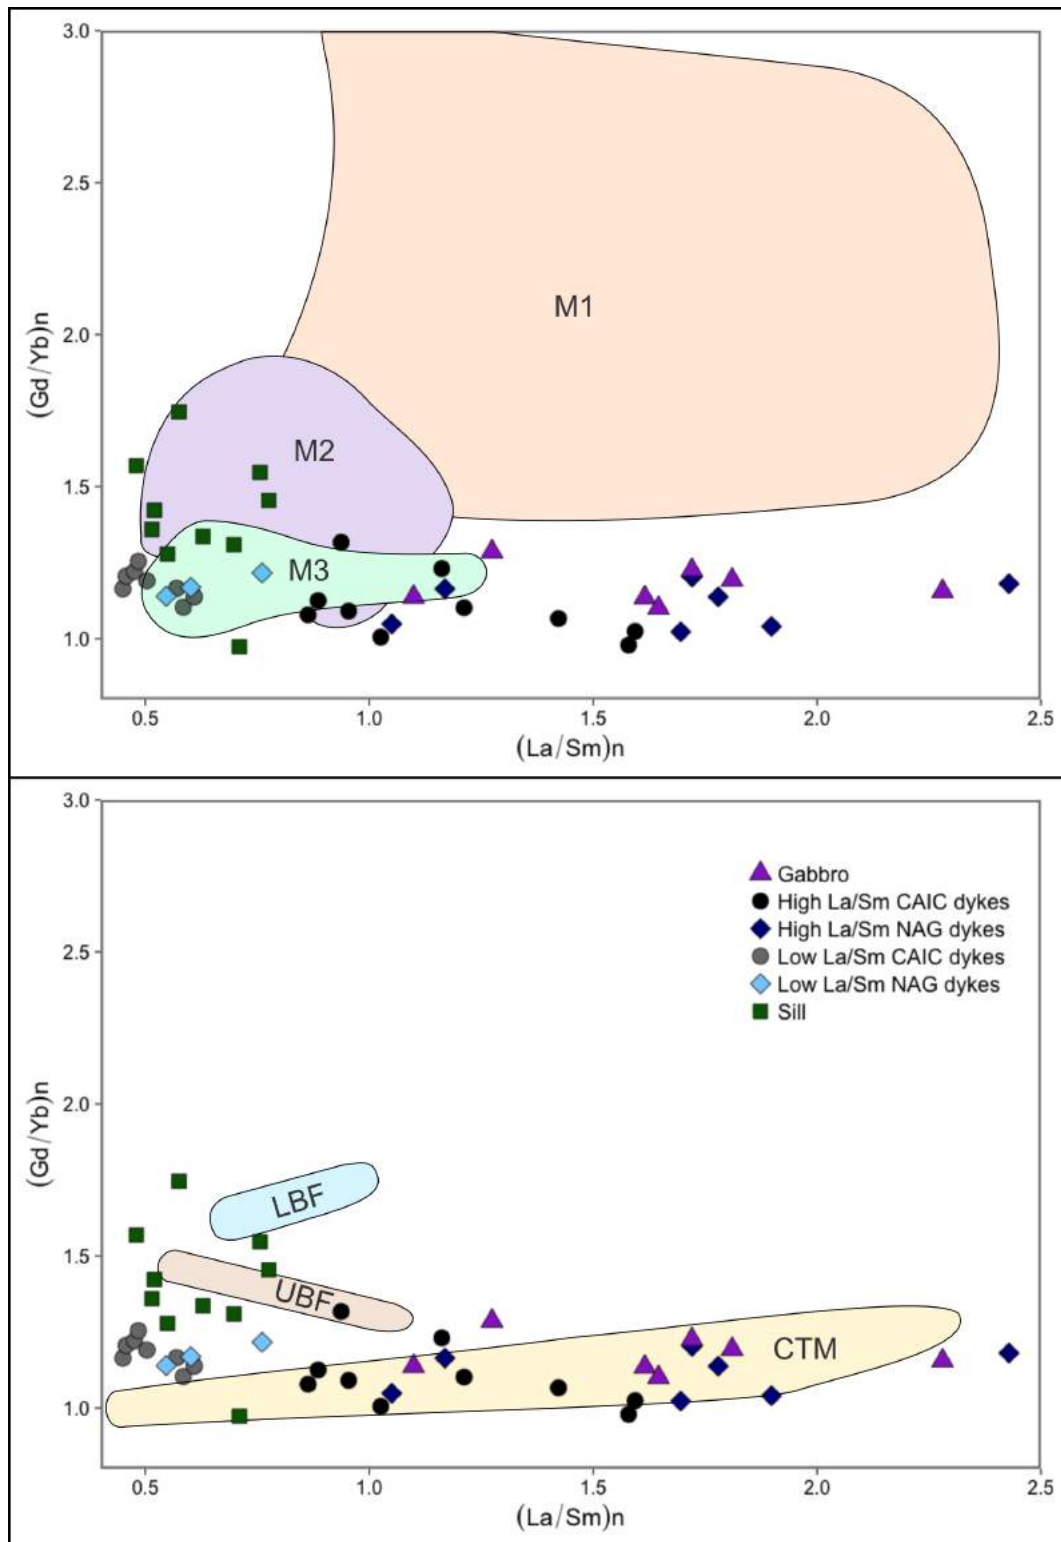 3.0
2.5
2.0
1.5
1.0
(Gd/Yb)n
M1
M2
M3
0.5
1.0
1.5
2.0
2.5
(La/Sm)n
3.0
2.5
2.0
1.5
1.0
(Gd/Yb)n
Gabbro
High La/Sm CAIC dykes
High La/Sm NAG dykes
Low La/Sm CAIC dykes
Low La/Sm NAG dykes
Sill
LBF
UBF
CTM
0.5
1.0
1.5
2.0
2.5
(La/Sm)n